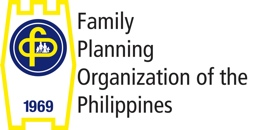 Family
Planning
Organization of the
Philippines
1969